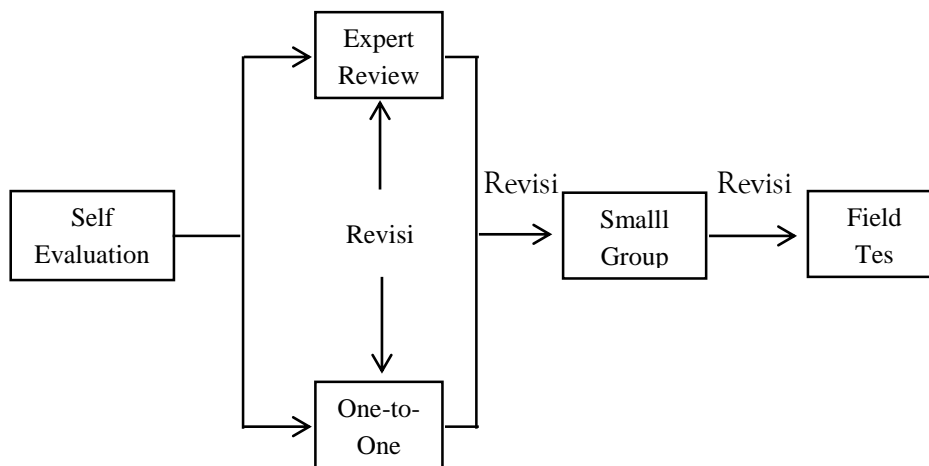 Expert
Review
Self
Evaluation
Revisi
Revisi
Smalll
Group
Revisi
Field
Tes
One-to-
One